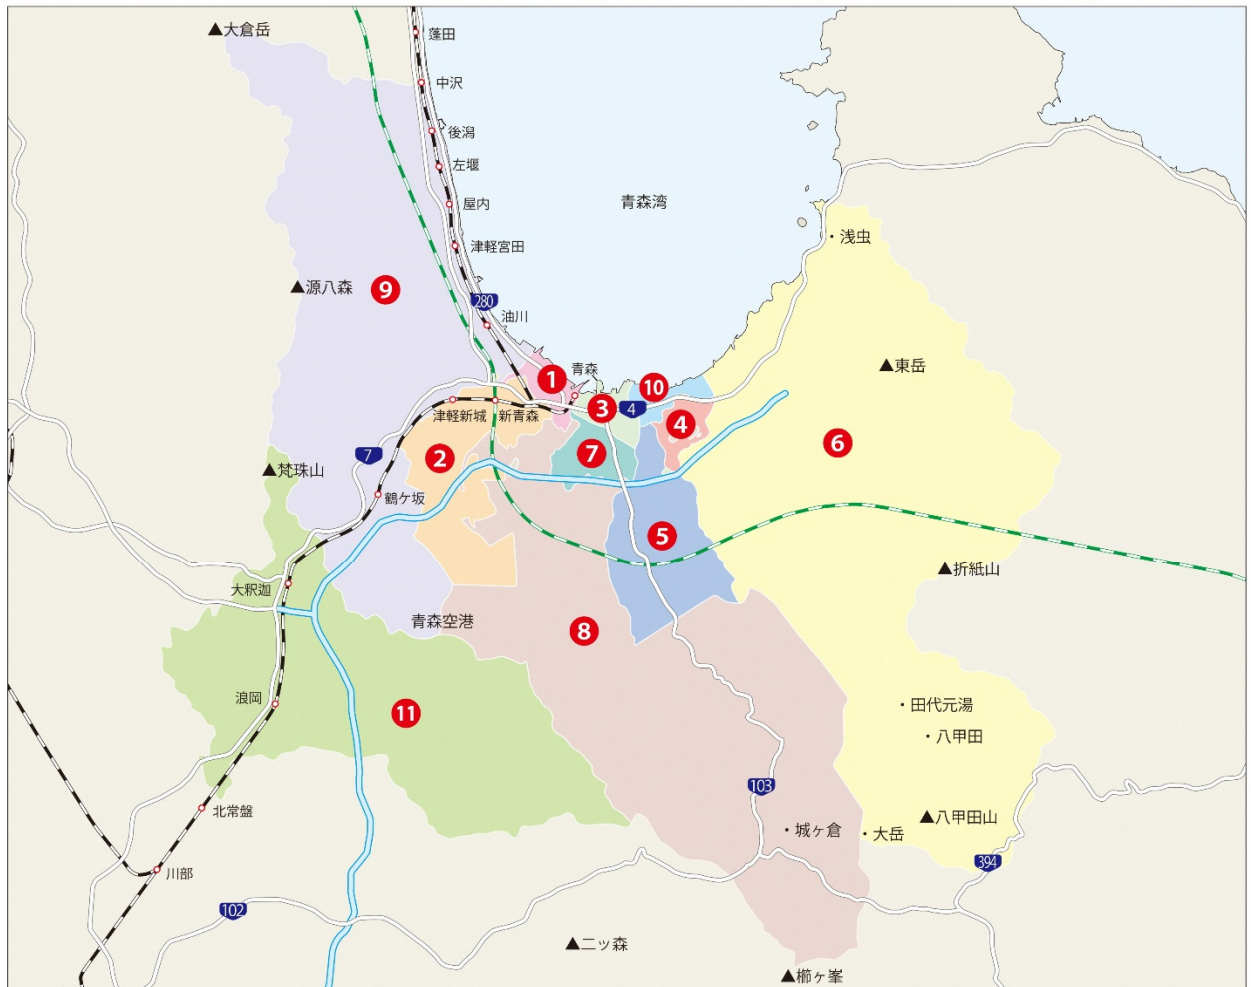 ▲大倉岳
蓬田
中沢
後潟
左堰
青森湾
屋内
・浅虫
津軽宮田
▲源八森
9
280
油川
▲東岳
青森
1
10
3
4
4
津軽新城
新青森
6
7
2
7
▲梵珠山
鶴ケ坂
5
▲折紙山
大釈迦
青森空港
8
浪岡
・田代元湯
11
・八甲田
103
北常盤
▲八甲田山
・城ヶ倉
・大岳
394
川部
102
▲二ッ森
▲櫛ヶ峯